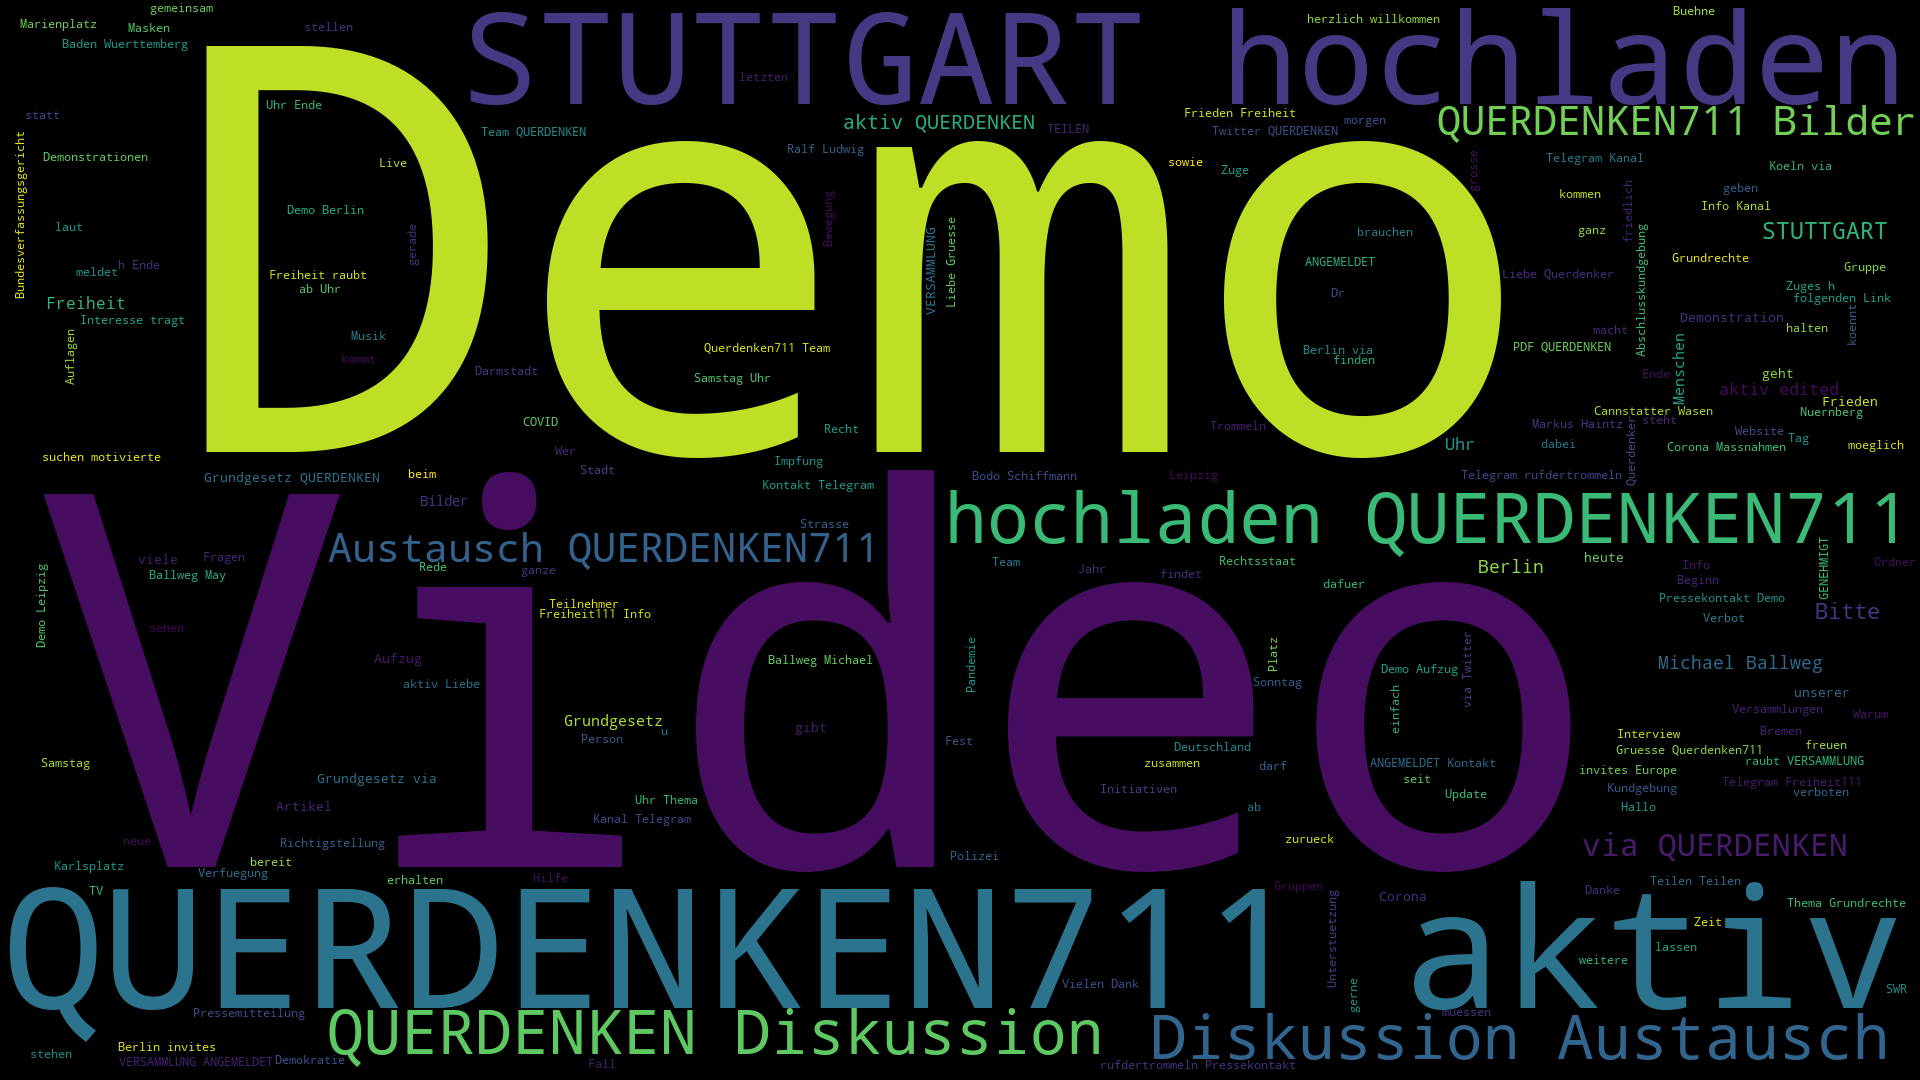 gemeinsam
Buehne
Marienplatz
Masken
stellen
STUTTGART hochladen
herzlich willkommen
Baden Wuerttemberg
letzten
Demo
Uhr Ende
statt
Team QUERDENKEN
aktiv QUERDENKEN
TEILEN
Frieden Freiheit
Twitter QUERDENKEN
morgen
QUERDENKEN711 Bilder
Bundesverfassungsgericht
Demonstrationen
Live
Ralf Ludwig
sowie
Zuge
grosse
Telegram Kanal
Koeln via
Demo Berlin
Bewegung
kommen
friedlich
geben
Info Kanal
laut
gerade
VERSAMMLUNG
Liebe Gruesse
brauchen
ganz
Abschlusskundgebung
STUTTGART
meldet
h Ende
Freiheit raubt
ab Uhr
ANGEMELDET
Dr
Liebe Querdenker
Grundrechte
Gruppe
Zuges h
folgenden Link
Freiheit
Interesse tragt
Auflagen
Musik
kommt
Querdenken711 Team
Berlin via
finden
PDF QUERDENKEN
macht
Demonstration
halten
koennt
Darmstadt
Samstag Uhr
Ende
Menschen
geht
aktiv edited
Frieden
COVID
Recht
Trommeln
Cannstatter Wasen
Nuernberg
Markus Haintz
steht
Website
Tag
Uhr
dabei
Querdenker
Corona Massnahmen
moeglich
suchen motivierte
Wer
Stadt
Impfung
Grundgesetz QUERDENKEN
beim
Kontakt Telegram
Bodo Schiffmann
Leipzig
Telegram rufdertrommeln
Video
Bilder
Strasse
hochladen QUERDENKEN711
Austausch QUERDENKEN711
viele
Fragen
Ballweg May
Rede
ganze
Team
Jahr
findet
Rechtsstaat
dafuer
Berlin
heute
Info
Beginn
GENEHMIGT
Ordner
Demo Leipzig
Teilnehmer
Freiheit111 Info
Pressekontakt Demo
Verbot
Bitte
sehen
Aufzug
aktiv Liebe
Ballweg Michael
Pandemie
Platz
Sonntag
Demo Aufzug
via Twitter
einfach
Michael Ballweg
unserer
Versammlungen
Warum
Grundgesetz
Person
u
gibt
Fest
Deutschland
zusammen
darf
ANGEMELDET Kontakt
seit
Update
Interview
Bremen
Gruesse Querdenken711
freuen
raubt VERSAMMLUNG
Samstag
Grundgesetz via
Artikel
Uhr Thema
Kanal Telegram
Initiativen
ab
invites Europe
Kundgebung
Telegram Freiheit111
verboten
Hallo
neue
Richtigstellung
Polizei
zurueck
via QUERDENKEN
Karlsplatz
Verfuegung
bereit
erhalten
Hilfe
TV
Gruppen
Corona
Danke
Teilen Teilen
Thema Grundrechte
QUERDENKEN711 aktiv
Unterstuetzung
Zeit
lassen
weitere
Vielen Dank
gerne
SWR
Pressemitteilung
muessen
QUERDENKEN Diskussion
Diskussion Austausch
stehen
Berlin invites
VERSAMMLUNG ANGEMELDET
Demokratie
Fall
rufdertrommeln Pressekontakt